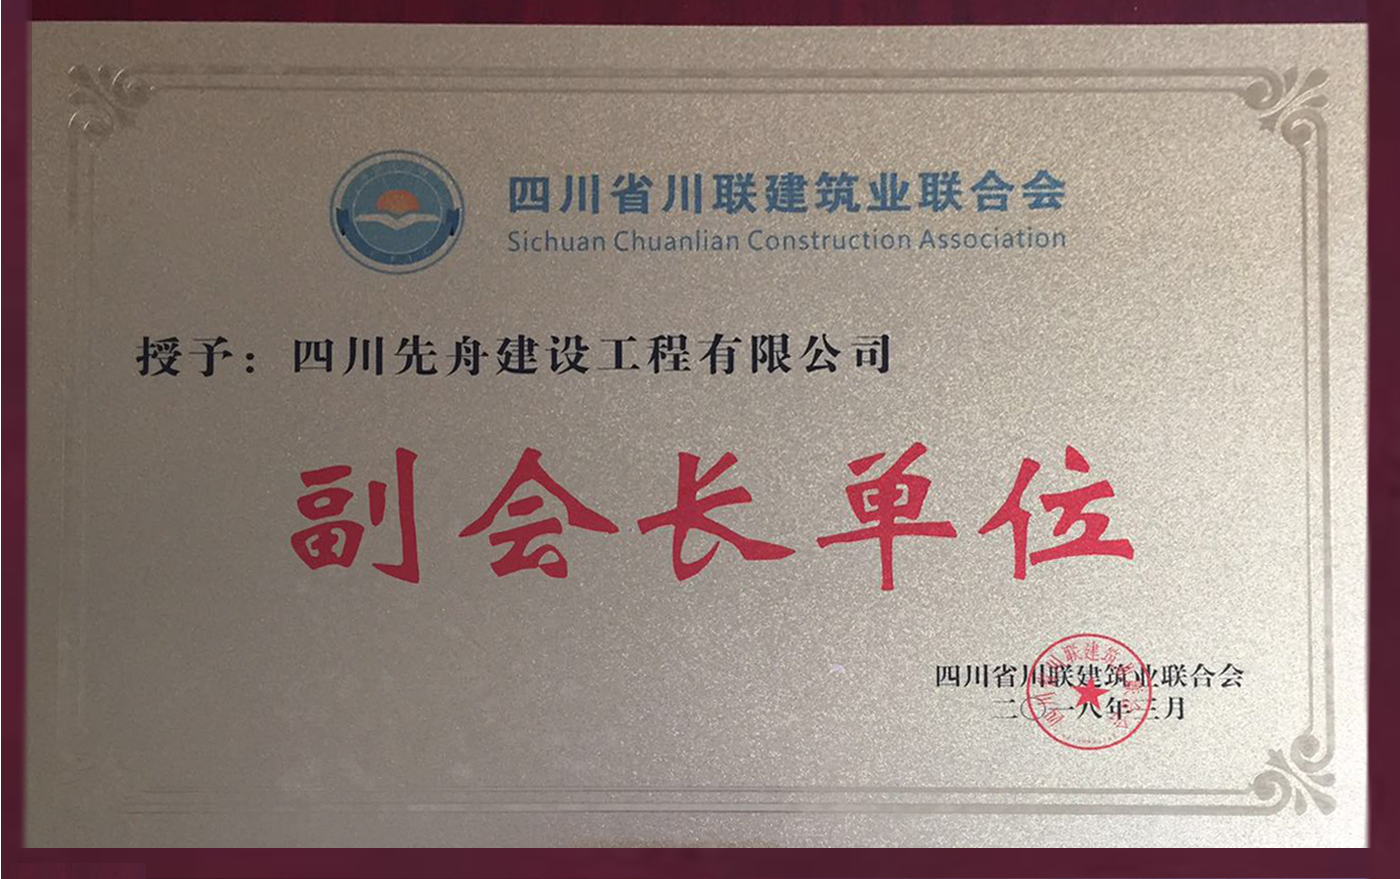 四川省川联建筑业联合会
Sichuan Chuanlian Construction Association
授予：四川先舟建设工程有限公司
副会长单位
四川省川联建筑业联合会
二〇一八年三月